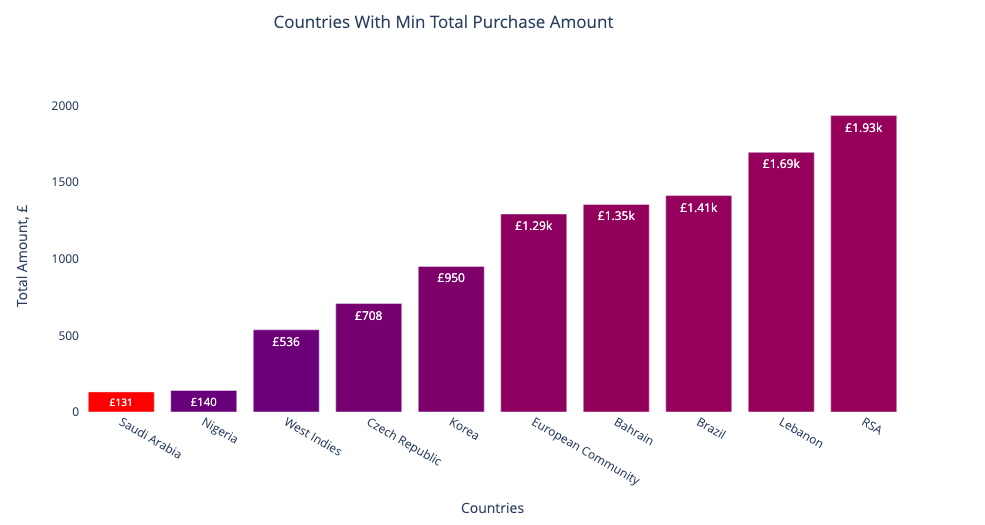 Countries With Min Total Purchase Amount
Total Amount, £
2000
1500
1000
500
0
£131
£140
£536
£708
£950
£1.29k
£1.35k
£1.41k
£1.69k
£1.93k
Saudi Arabia
Nigeria
West Indies
Czech Republic
Korea
European Community
Bahrain
Brazil
Lebanon
RSA
Countries